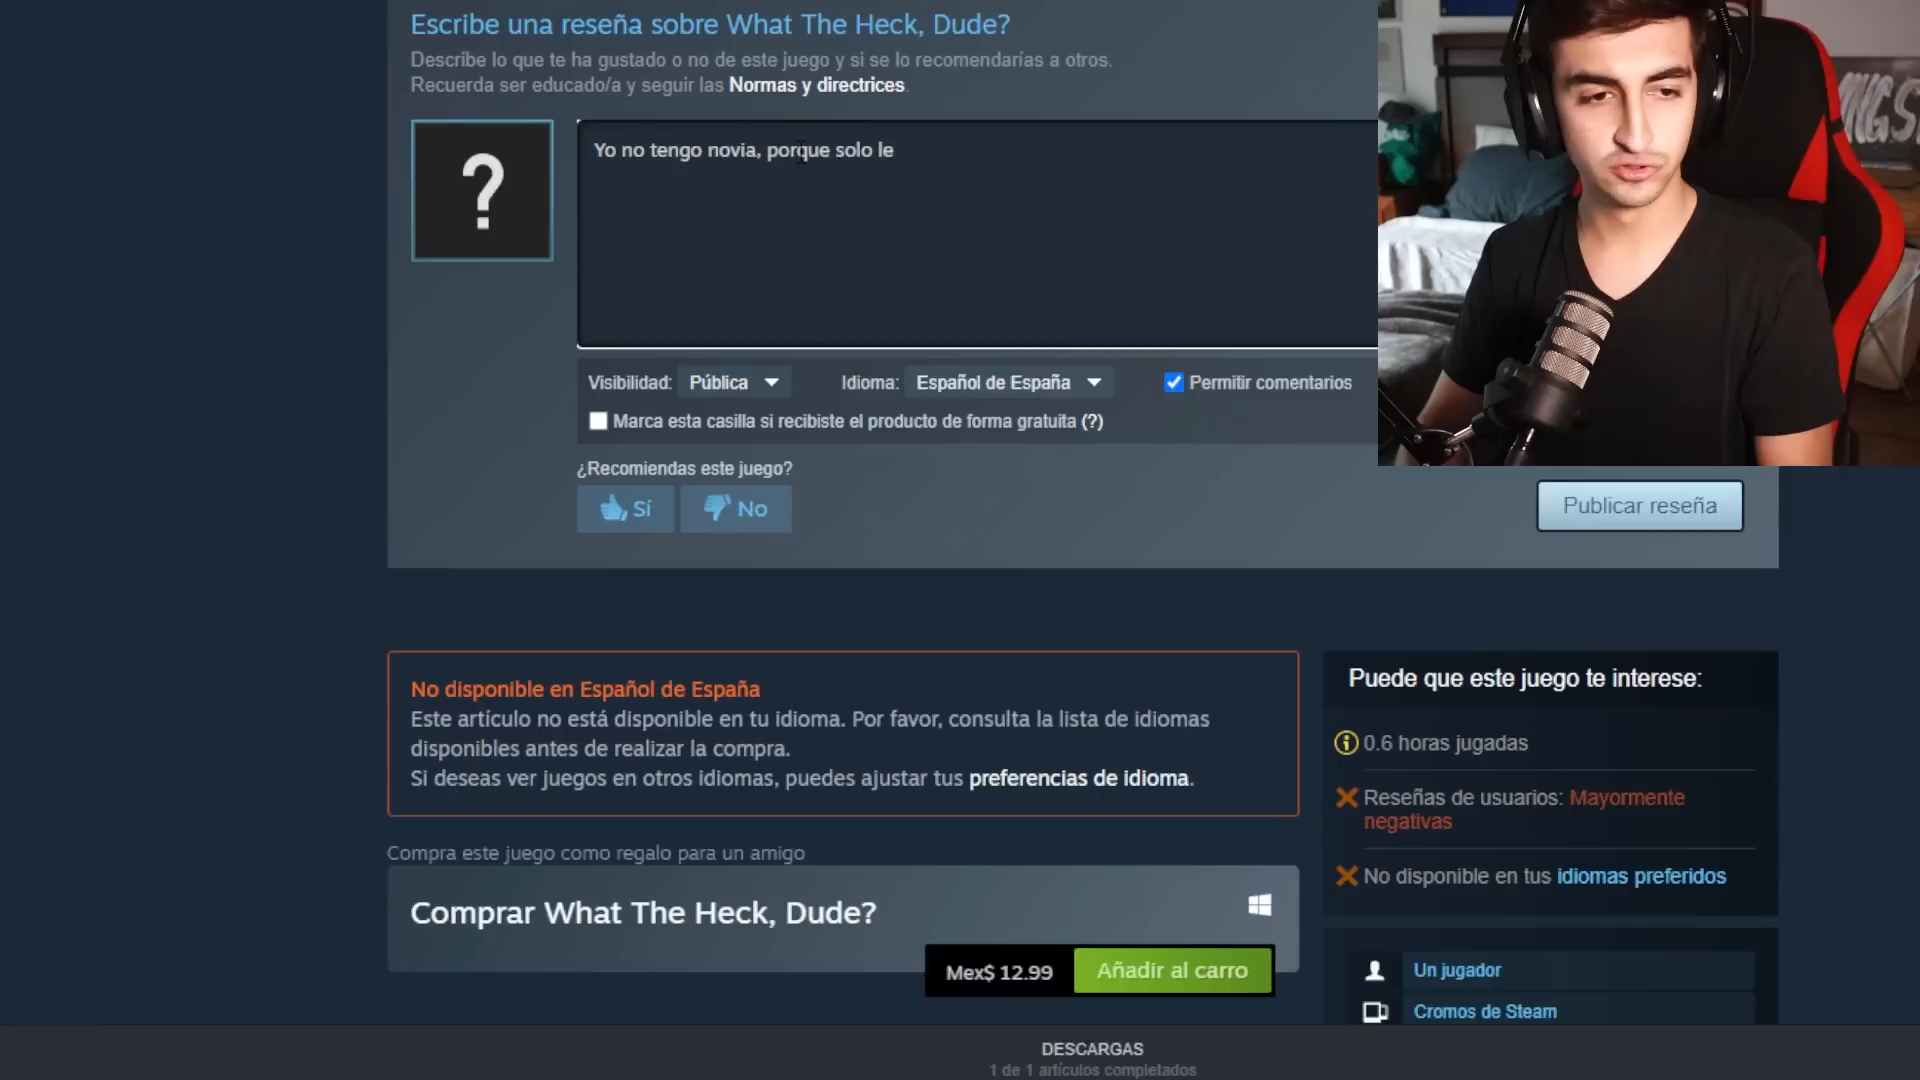 Escribe una reseña sobre What The Heck, Dude?
Describe lo que te ha gustado o no de este juego y si se lo recomendarías a otros.
Recuerda ser educado/a y seguir las Normas y directrices.
?
Yo no tengo novia, porque solo le
Visibilidad: Pública
Idioma: Español de España
Permitir comentarios
Marca esta casilla si recibiste el producto de forma gratuita (?)
¿Recomiendas este juego?
Sí
No
Publicar reseña
No disponible en Español de España
Este artículo no está disponible en tu idioma. Por favor, consulta la lista de idiomas
disponibles antes de realizar la compra.
Si deseas ver juegos en otros idiomas, puedes ajustar tus preferencias de idioma.
Puede que este juego te interese:
0.6 horas jugadas
Reseñas de usuarios: Mayormente
negativas
No disponible en tus idiomas preferidos
Compra este juego como regalo para un amigo
Comprar What The Heck, Dude?
Mex$ 12.99
Añadir al carro
Un jugador
Cromos de Steam
DESCARGAS
1 de 1 artículos completados